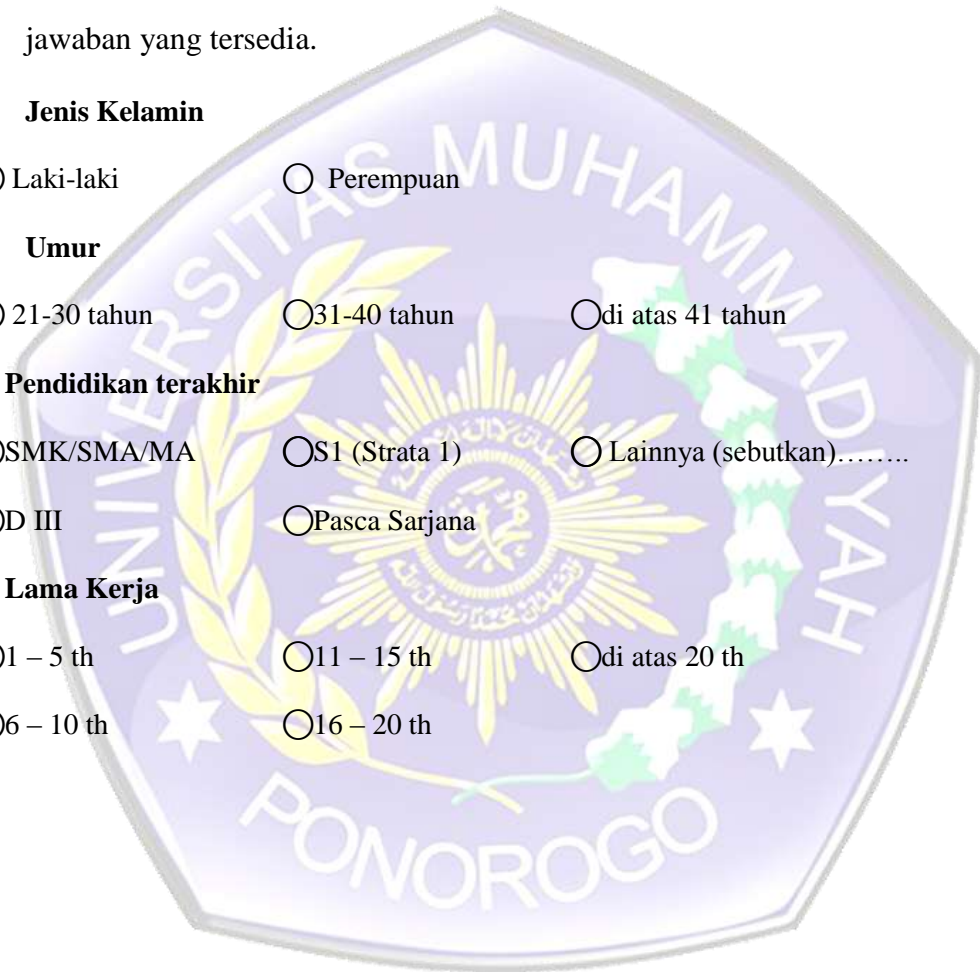 jawaban yang tersedia.
Jenis Kelamin
Laki-laki ◯ Perempuan
Umur
21-30 tahun ◯31-40 tahun ◯di atas 41 tahun
Pendidikan terakhir
SMK/SMA/MA ◯S1 (Strata 1) ◯ Lainnya (sebutkan)……..
D III ◯Pasca Sarjana
Lama Kerja
1 – 5 th ◯11 – 15 th ◯di atas 20 th
6 – 10 th ◯16 – 20 th
UNIVERSITAS MUHAMMADIYAH
PONOROGO